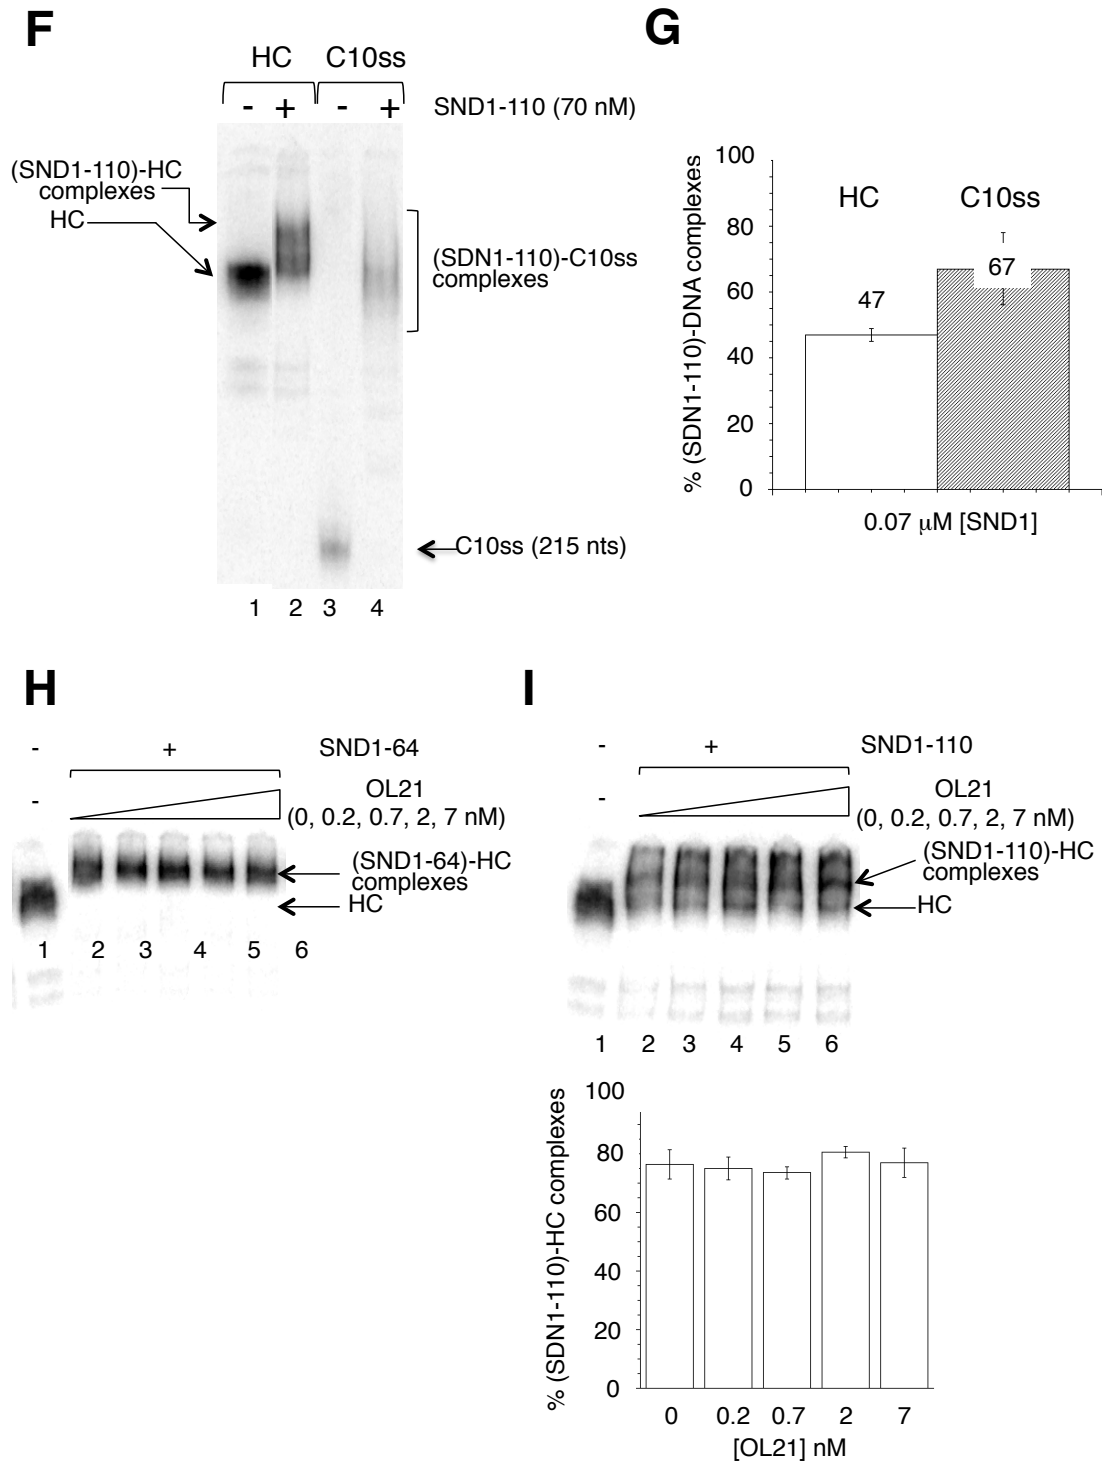 F
HC C10ss
- + - + SND1-110 (70 nM)
(SND1-110)-HC
complexes
HC
(SDN1-110)-C10ss
complexes
C10ss (215 nts)
1 2 3 4
G
100
80
60
40
20
0
% (SDN1-110)-DNA complexes
HC C10ss
47
67
0.07 µM [SND1]
H
- + SND1-64
- OL21
(0, 0.2, 0.7, 2, 7 nM)
(SND1-64)-HC
complexes
HC
1 2 3 4 5 6
I
- + SND1-110
- OL21
(0, 0.2, 0.7, 2, 7 nM)
(SND1-110)-HC
complexes
HC
1 2 3 4 5 6
100
80
60
40
20
0
% (SDN1-110)-HC complexes
0 0.2 0.7 2 7
[OL21] nM